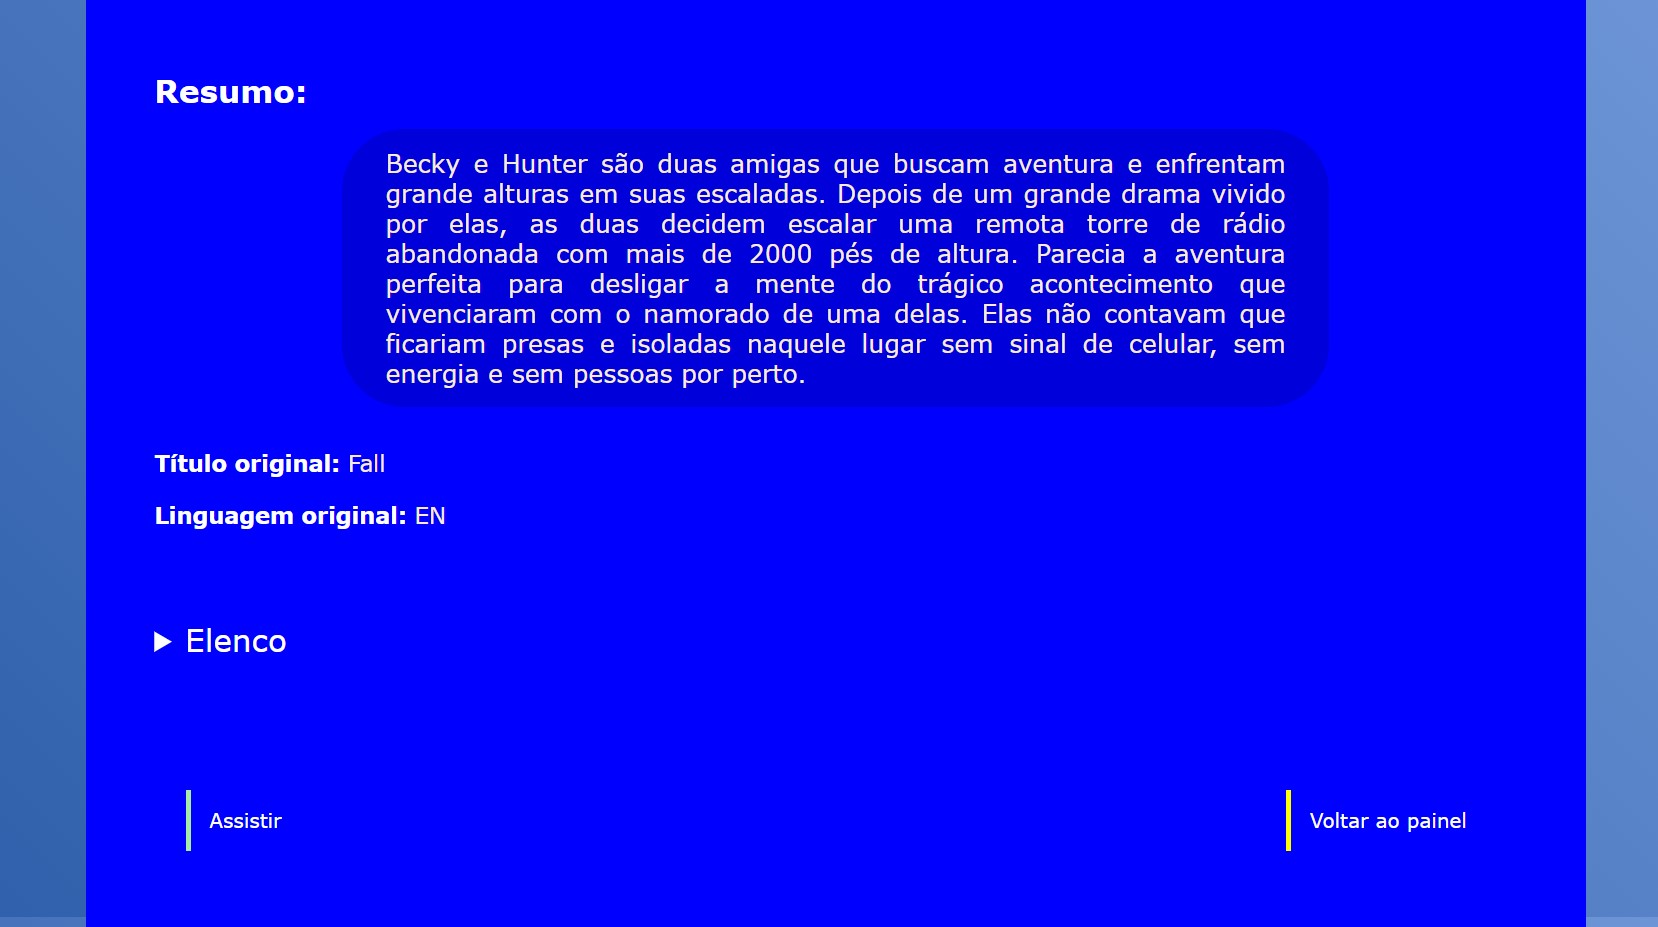 Resumo:
Becky e Hunter são duas amigas que buscam aventura e enfrentam
grande alturas em suas escaladas. Depois de um grande drama vivido
por elas, as duas decidem escalar uma remota torre de rádio
abandonada com mais de 2000 pés de altura. Parecia a aventura
perfeita para desligar a mente do trágico acontecimento que
vivenciaram com o namorado de uma delas. Elas não contavam que
ficariam presas e isoladas naquele lugar sem sinal de celular, sem
energia e sem pessoas por perto.
Título original: Fall
Linguagem original: EN
Elenco
Assistir
Voltar ao painel